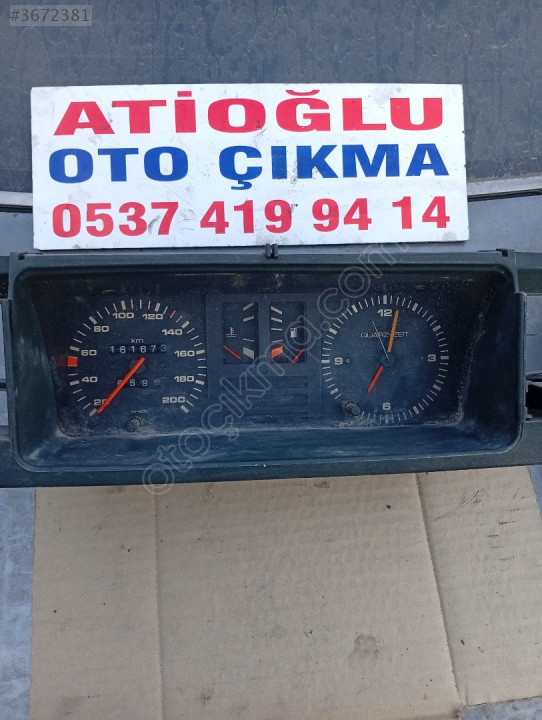 #3672381
ATİOĞLU
OTO ÇIKMA
0537 419 94 14
otoçıkma.com
20 40 60 80 100 120 140 160 180 200
km
161673
12 3 6 9
QUARZ-ZEIT